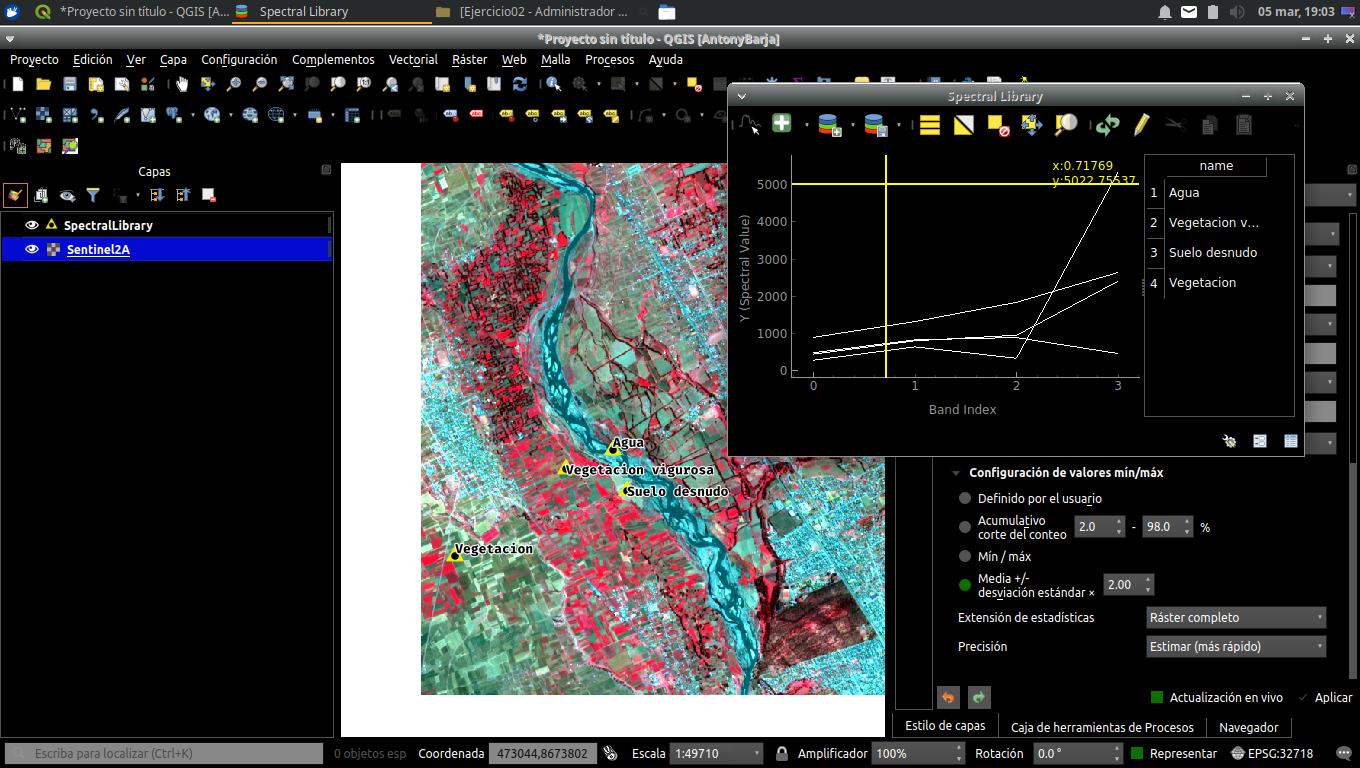 *Proyecto sin título - QGIS [A...
Spectral Library
[Ejercicio02 - Administrador ...
05 mar, 19:03
*Proyecto sin título - QGIS [AntonyBarja]
Proyecto Edición Ver Capa Configuración Complementos Vectorial Ráster Web Malla Procesos Ayuda
Spectral Library
Capas
SpectralLibrary
Sentinel2A
x:0.71769
y:5022.75537
5000
4000
3000
2000
1000
0
Y (Spectral Value)
0 1 2 3
Band Index
name
1 Agua
2 Vegetacion v...
3 Suelo desnudo
4 Vegetacion
Agua
Vegetacion vigurosa
Suelo desnudo
Vegetacion
Configuración de valores mín/máx
Definido por el usuario
Acumulativo
corte del conteo
2.0 - 98.0 %
Mín / máx
Media +/-
desviación estándar ×
2.00
Extensión de estadísticas Ráster completo
Precisión Estimar (más rápido)
Actualización en vivo Aplicar
Estilo de capas Caja de herramientas de Procesos Navegador
Escriba para localizar (Ctrl+K) 0 objetos esp Coordenada 473044,8673802 Escala 1:49710 Amplificador 100% Rotación 0.0 ° Representar EPSG:32718